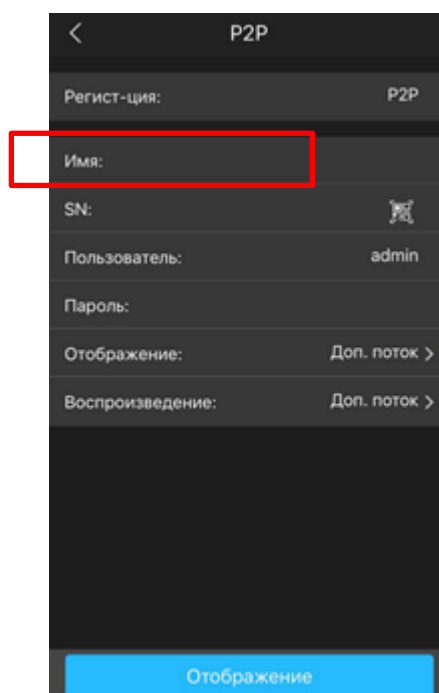 P2P
Регист-ция: P2P
Имя:
SN:
Пользователь: admin
Пароль:
Отображение: Доп. поток
Воспроизведение: Доп. поток
Отображение